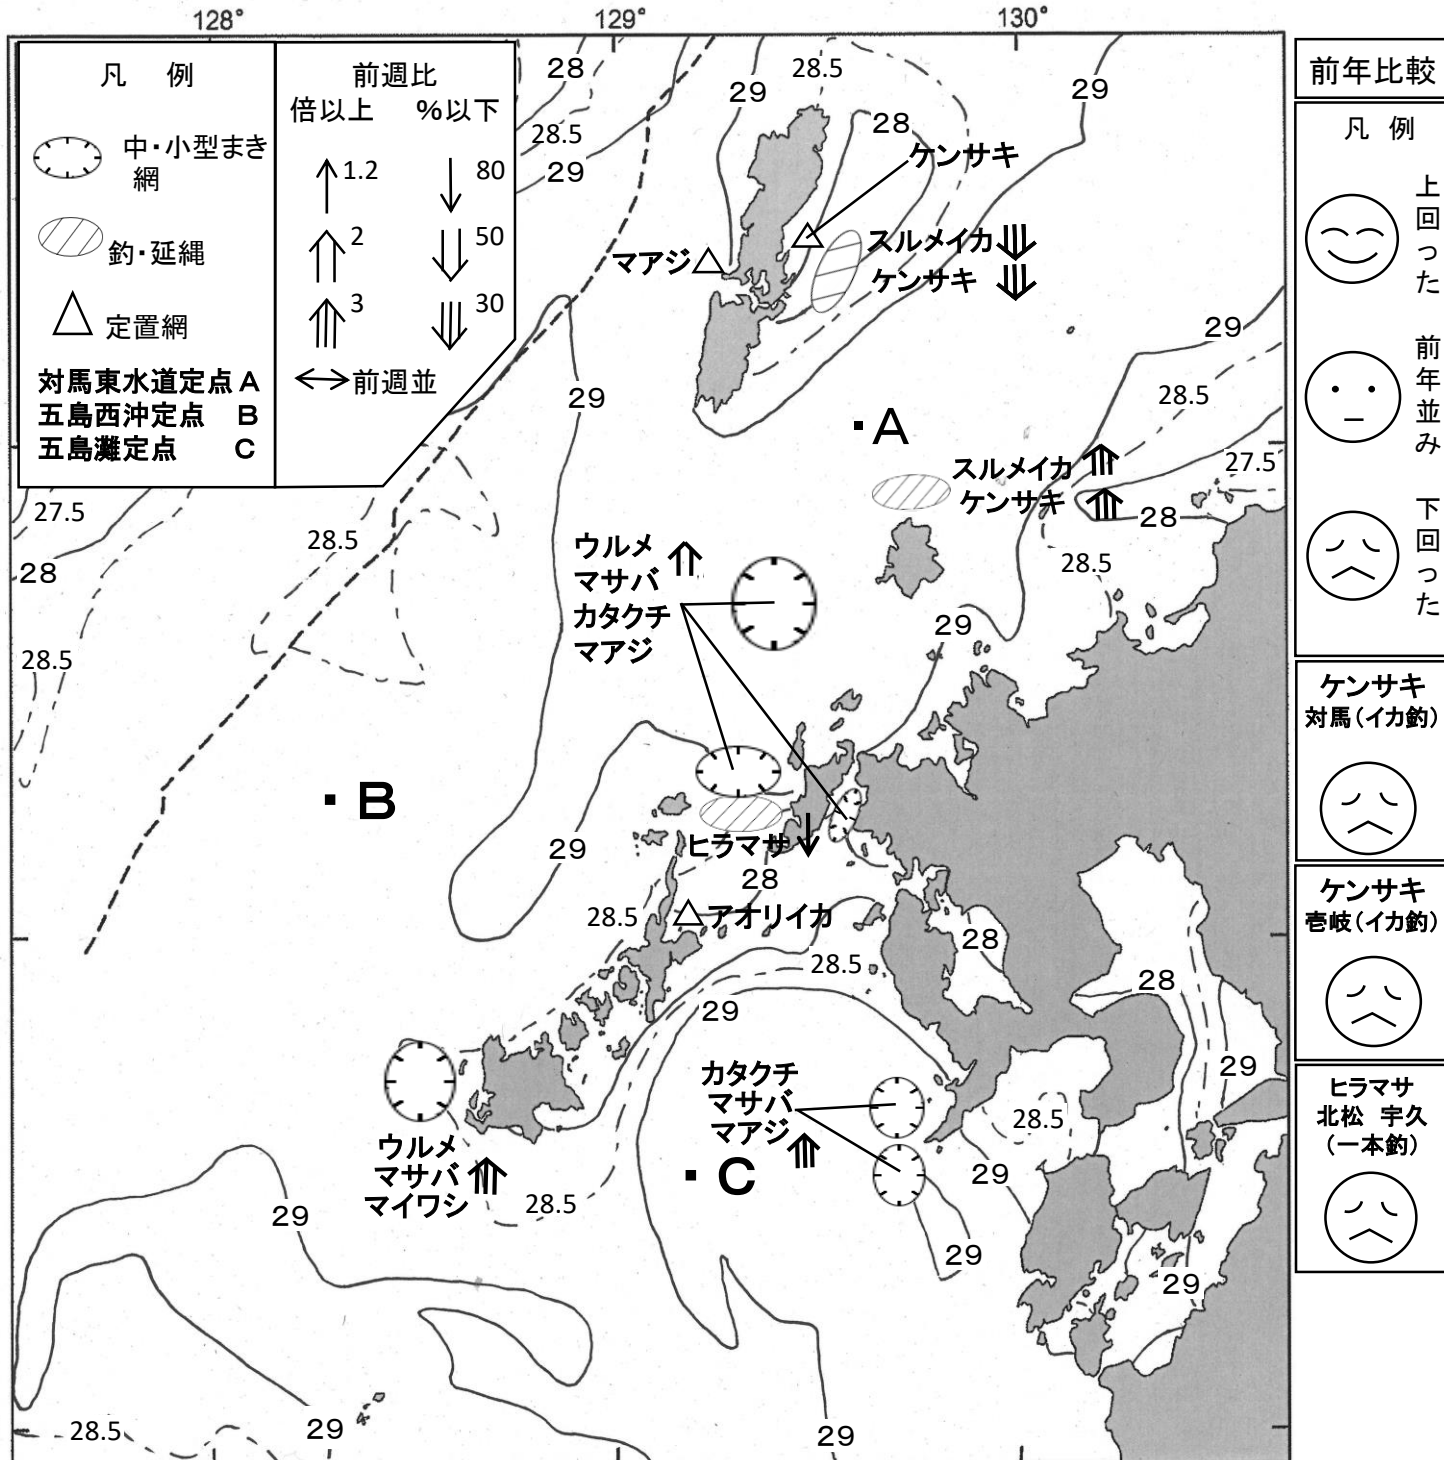 128°
129°
130°
凡 例
中・小型まき
網
釣・延縄
定置網
対馬東水道定点 A
五島西沖定点 B
五島灘定点 C
前週比
倍以上 %以下
1.2 80
2 50
3 30
前週並
前年比較
凡 例
上回った
前年並み
下回った
ケンサキ
対馬(イカ釣)
ケンサキ
壱岐(イカ釣)
ヒラマサ
北松 宇久
(一本釣)
28
28.5
29
29
28.5
28
29
ケンサキ
マアジ
スルメイカ
ケンサキ
29
29
28.5
27.5
28
28.5
A
スルメイカ
ケンサキ
27.5
28
28.5
28.5
ウルメ
マサバ
カタクチ
マアジ
29
B
29
ヒラマサ
28
28.5
アオリイカ
28.5
28
28
29
29
カタクチ
マサバ
マアジ
28.5
29
C
ウルメ
マサバ
マイワシ
28.5
29
29
29
28.5
29
29